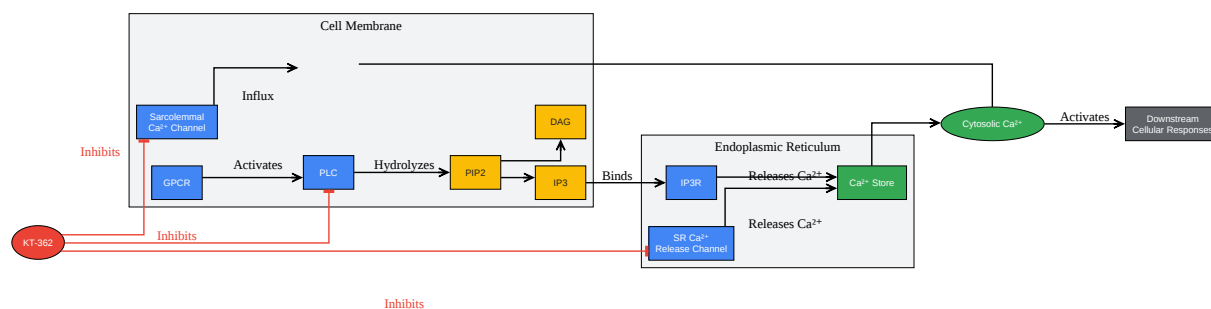 Cell Membrane
Influx
Sarcolemmal
Ca²⁺ Channel
DAG
Cytosolic Ca²⁺
Activates
Downstream
Cellular Responses
Inhibits
Endoplasmic Reticulum
GPCR
Activates
PLC
Hydrolyzes
PIP2
IP3
Binds
IP3R
Releases Ca²⁺
Ca²⁺ Store
Releases Ca²⁺
KT-362
Inhibits
SR Ca²⁺
Release Channel
Inhibits